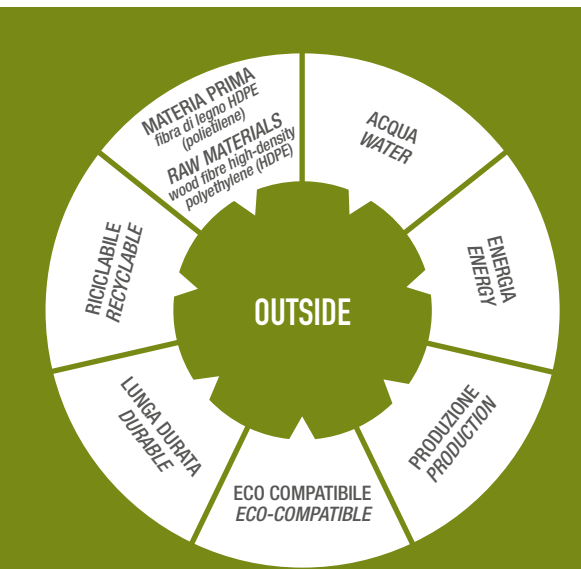 MATERIA PRIMA
fibra di legno HDPE
(polietilene)
RAW MATERIALS
wood fibre high-density
polyethylene (HDPE)
ACQUA
WATER
ENERGIA
ENERGY
PRODUZIONE
PRODUCTION
ECO COMPATIBILE
ECO-COMPATIBLE
LUNGA DURATA
DURABLE
RICICLABILE
RECYCLABLE
OUTSIDE